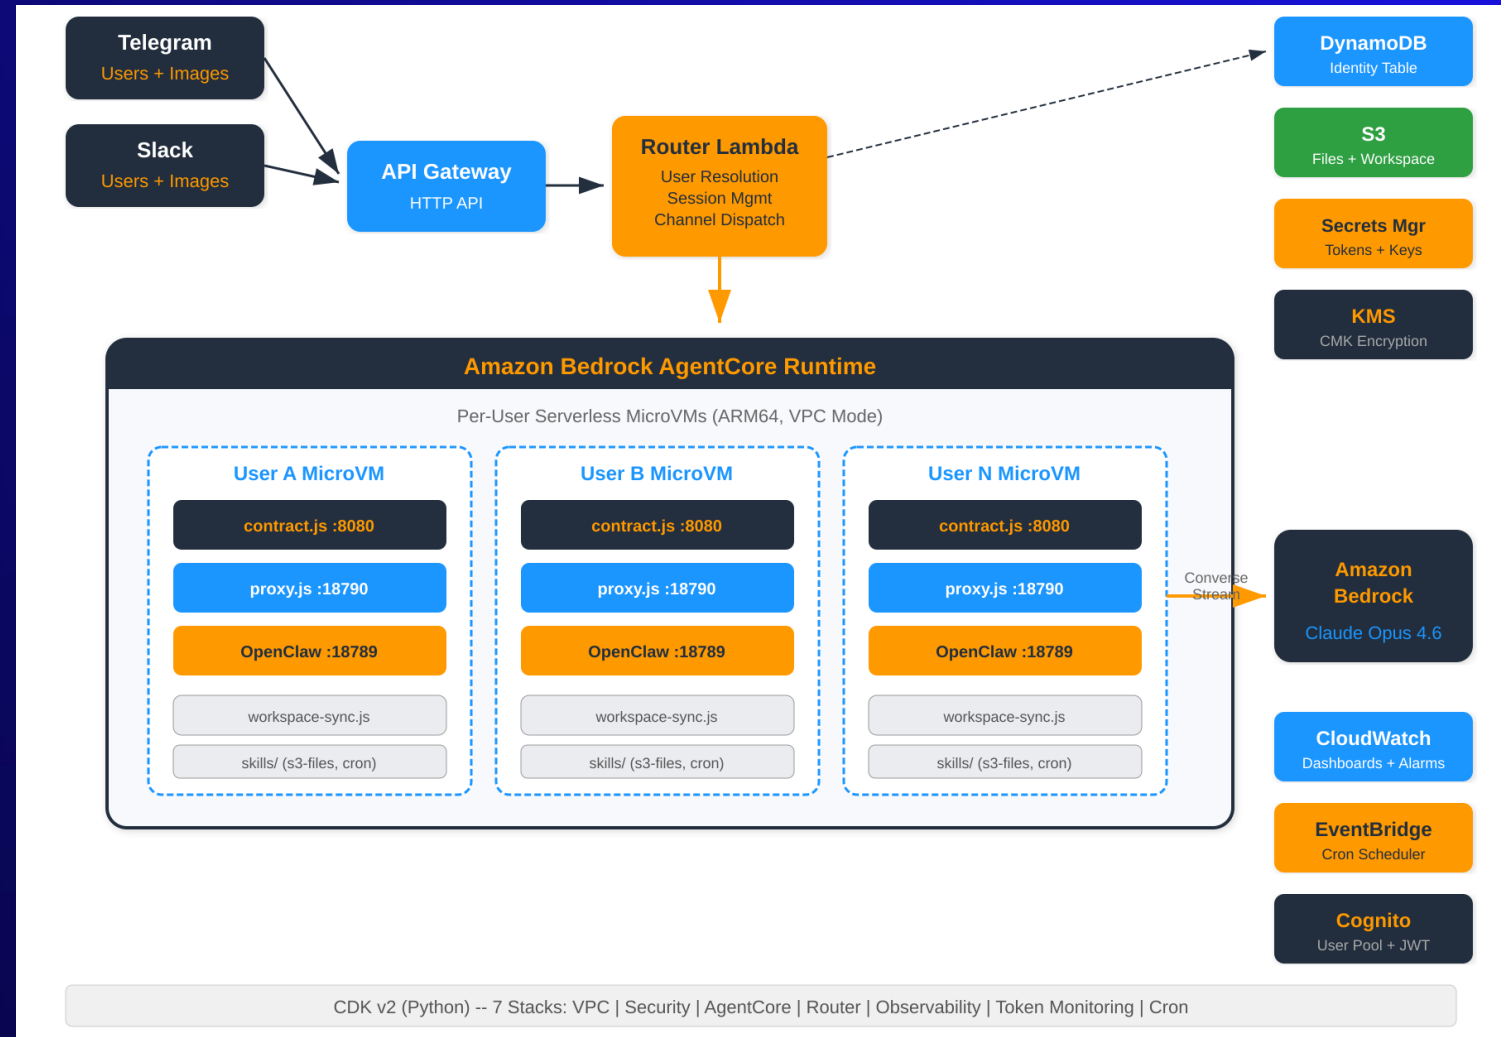 Telegram
Users + Images
Slack
Users + Images
API Gateway
HTTP API
Router Lambda
User Resolution
Session Mgmt
Channel Dispatch
DynamoDB
Identity Table
S3
Files + Workspace
Secrets Mgr
Tokens + Keys
KMS
CMK Encryption
Amazon Bedrock AgentCore Runtime
Per-User Serverless MicroVMs (ARM64, VPC Mode)
User A MicroVM
contract.js :8080
proxy.js :18790
OpenClaw :18789
workspace-sync.js
skills/ (s3-files, cron)
User B MicroVM
contract.js :8080
proxy.js :18790
OpenClaw :18789
workspace-sync.js
skills/ (s3-files, cron)
User N MicroVM
contract.js :8080
proxy.js :18790
OpenClaw :18789
workspace-sync.js
skills/ (s3-files, cron)
Converse
Stream
Amazon
Bedrock
Claude Opus 4.6
CloudWatch
Dashboards + Alarms
EventBridge
Cron Scheduler
Cognito
User Pool + JWT
CDK v2 (Python) -- 7 Stacks: VPC | Security | AgentCore | Router | Observability | Token Monitoring | Cron